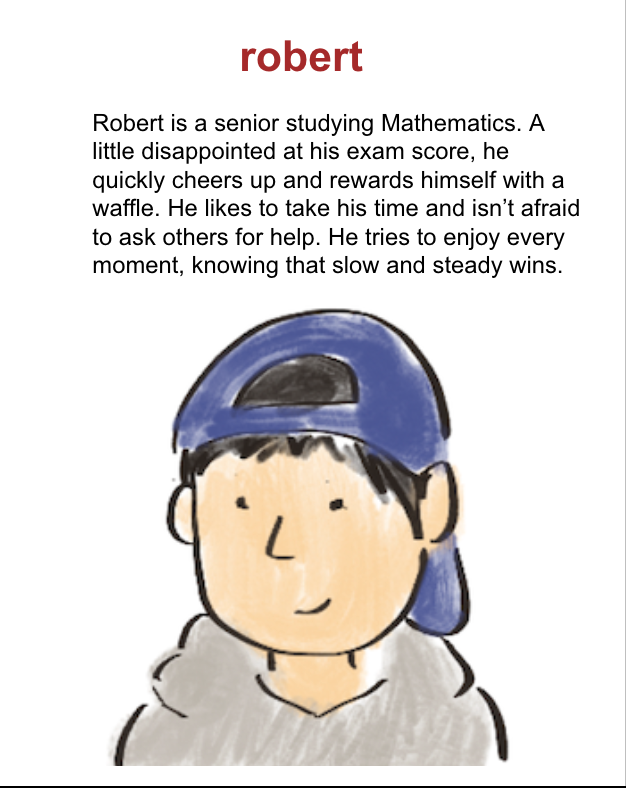 robert
Robert is a senior studying Mathematics. A
little disappointed at his exam score, he
quickly cheers up and rewards himself with a
waffle. He likes to take his time and isn’t afraid
to ask others for help. He tries to enjoy every
moment, knowing that slow and steady wins.